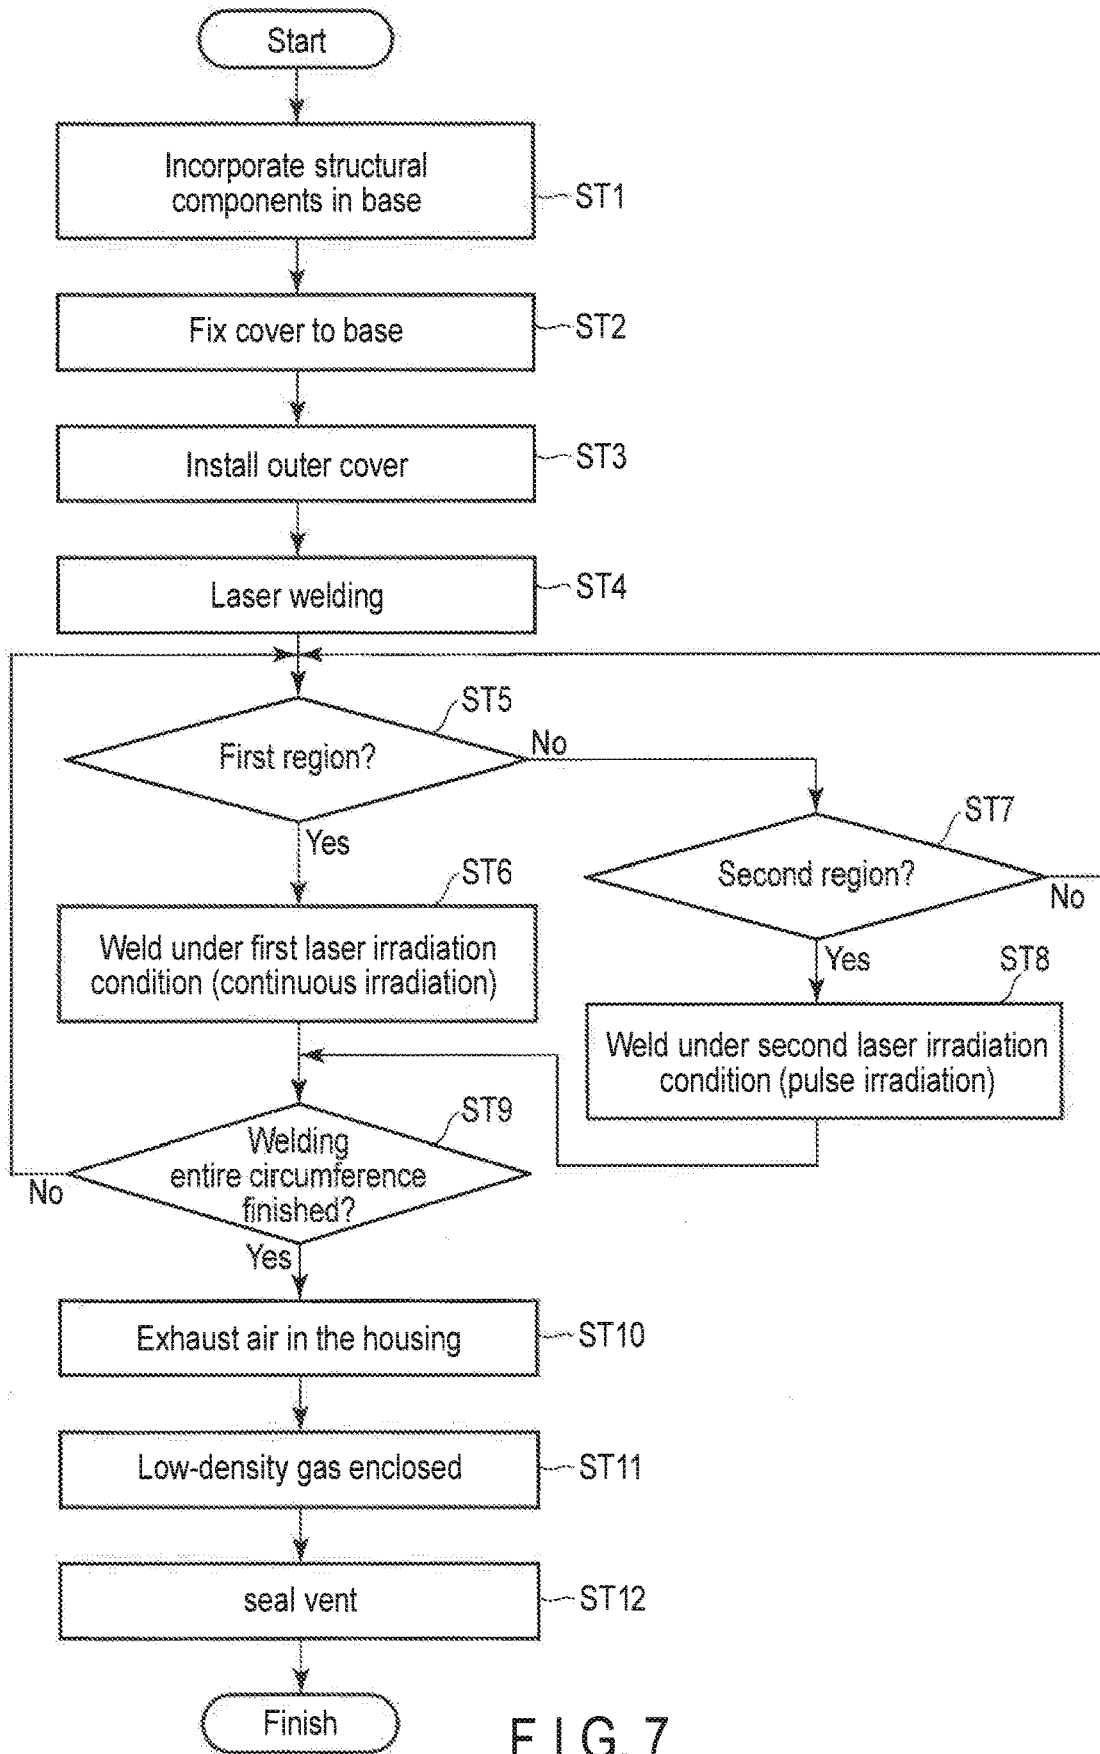 Start
Incorporate structural
components in base
ST1
Fix cover to base
ST2
Install outer cover
ST3
Laser welding
ST4
ST5
First region?
No
Yes
ST7
Second region?
No
Yes
ST6
Weld under first laser irradiation
condition (continuous irradiation)
ST8
Weld under second laser irradiation
condition (pulse irradiation)
ST9
Welding
entire circumference
finished?
No
Yes
Exhaust air in the housing
ST10
Low-density gas enclosed
ST11
seal vent
ST12
Finish
FIG. 7